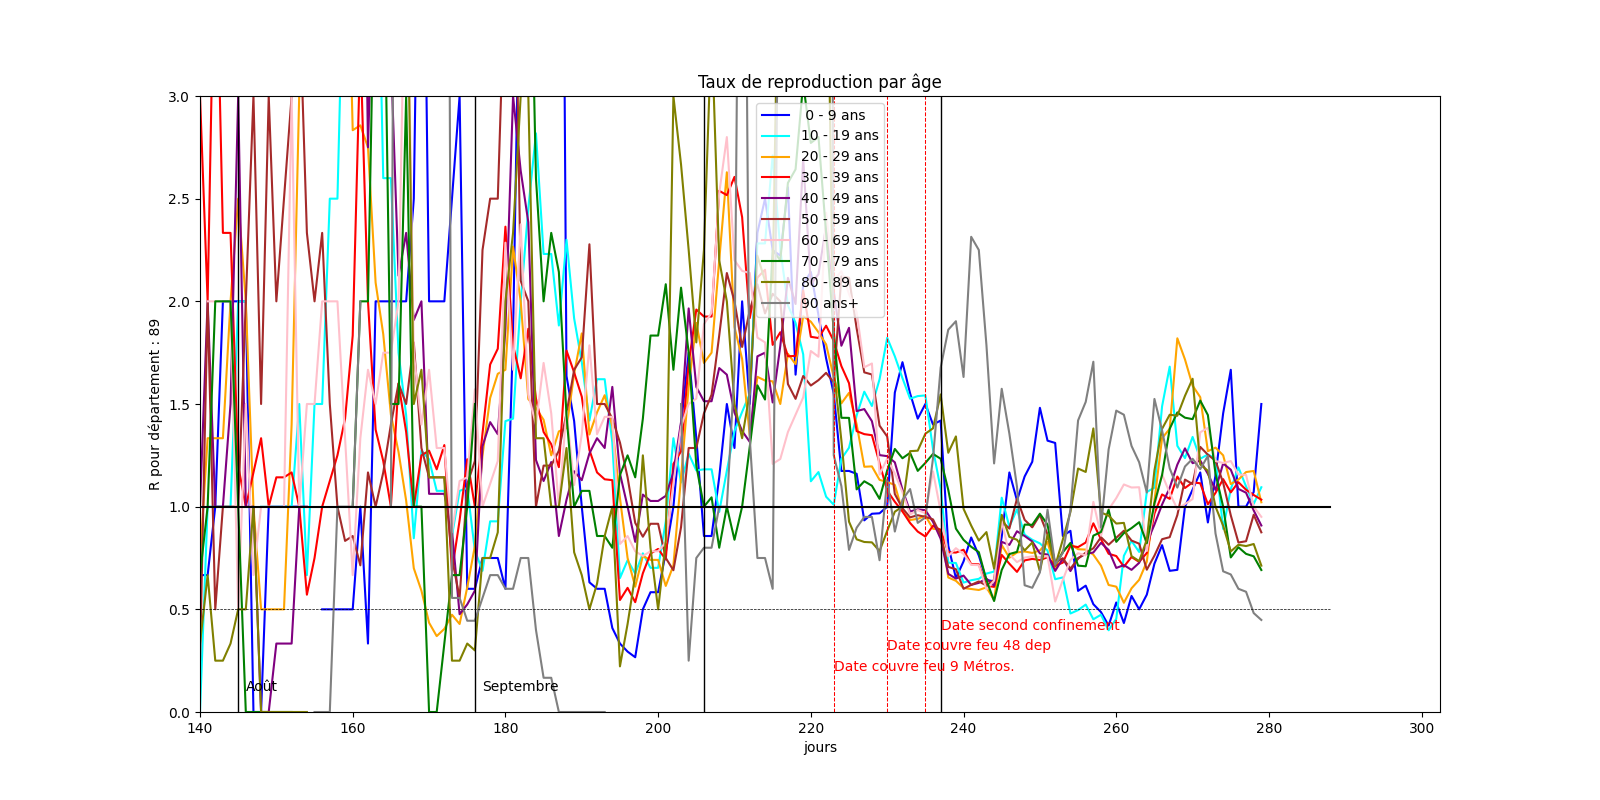 Taux de reproduction par âge
3.0
2.5
2.0
1.5
1.0
0.5
0.0
R pour département : 89
0 - 9 ans
10 - 19 ans
20 - 29 ans
30 - 39 ans
40 - 49 ans
50 - 59 ans
60 - 69 ans
70 - 79 ans
80 - 89 ans
90 ans+
Date second confinement
Date couvre feu 48 dep
Date couvre feu 9 Métros.
Août
Septembre
140
160
180
200
220
240
260
280
300
jours